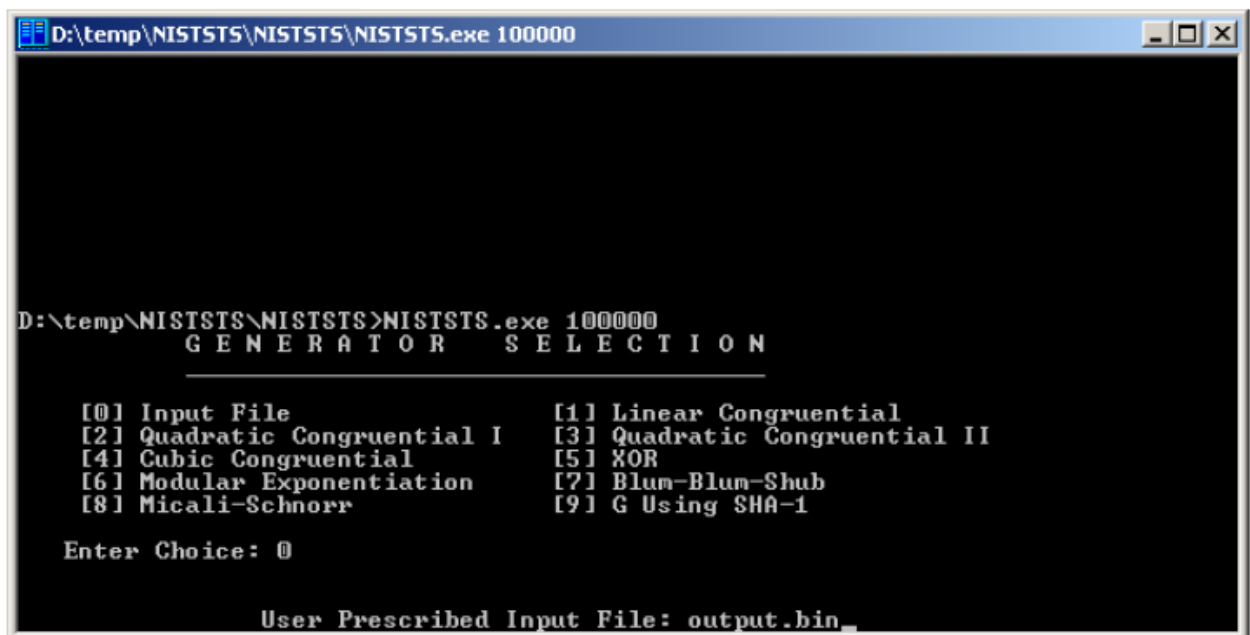 D:\temp\NISTSTS\NISTSTS\NISTSTS.exe 100000
D:\temp\NISTSTS\NISTSTS>NISTSTS.exe 100000
G E N E R A T O R S E L E C T I O N
[0] Input File [1] Linear Congruential
[2] Quadratic Congruential I [3] Quadratic Congruential II
[4] Cubic Congruential [5] XOR
[6] Modular Exponentiation [7] Blum-Blum-Shub
[8] Micali-Schnorr [9] G Using SHA-1
Enter Choice: 0
User Prescribed Input File: output.bin_